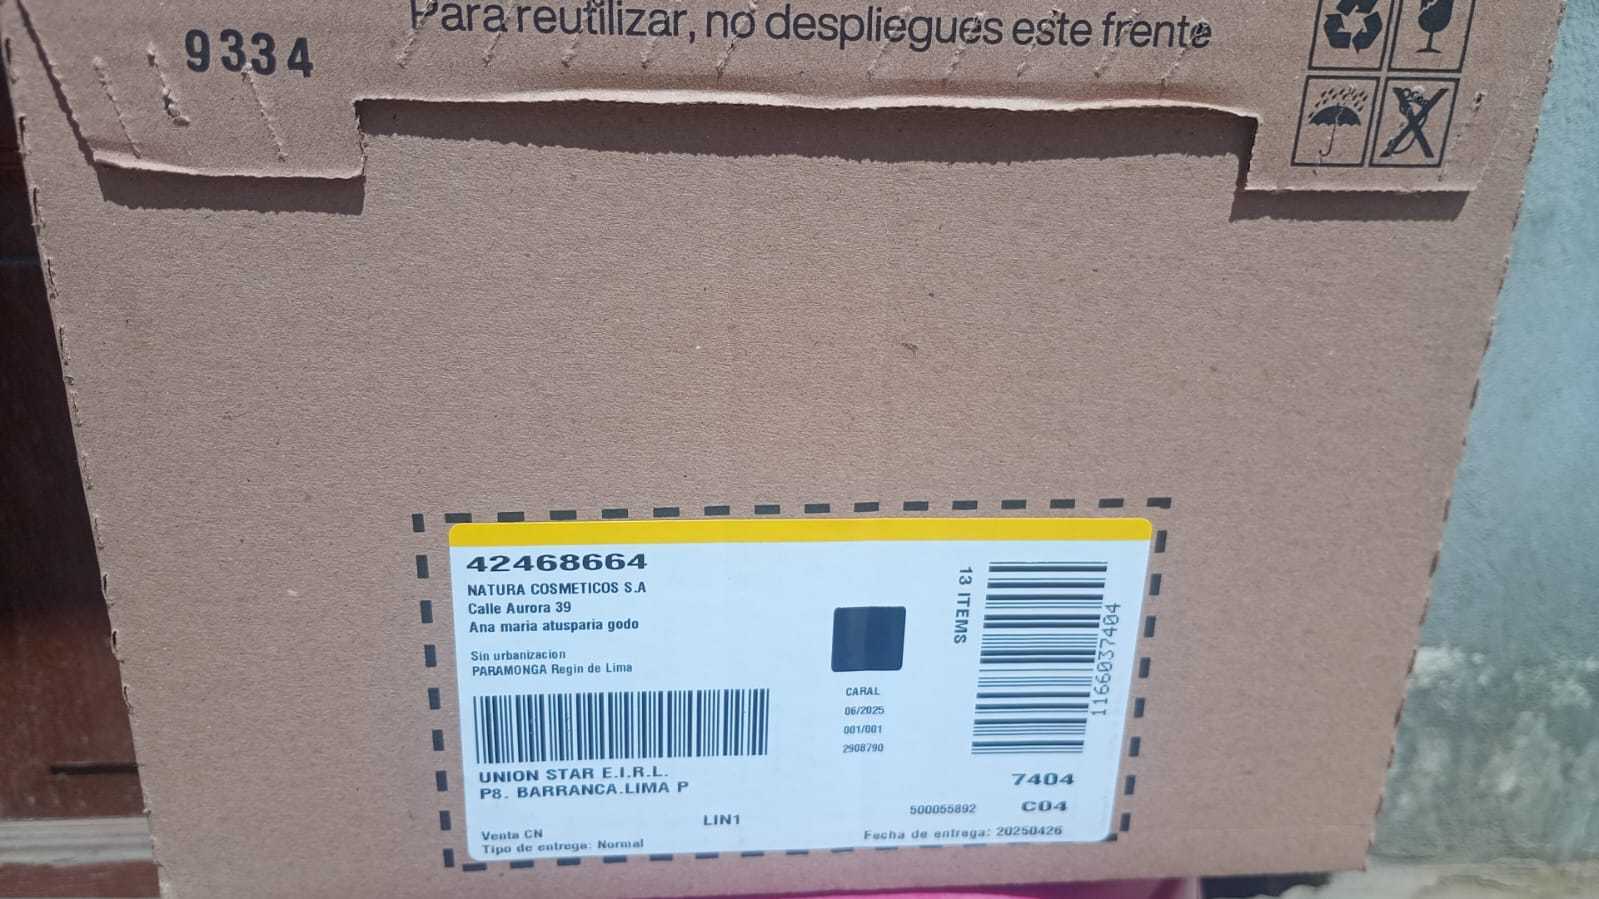 Para reutilizar, no despliegues este frente
9334
42468664
NATURA COSMETICOS S.A
Calle Aurora 39
Ana maria atusparia godo
Sin urbanizacion
PARAMONGA Regin de Lima
UNION STAR E.I.R.L.
P8. BARRANCA.LIMA P
LIN1
Venta CN
Tipo de entrega: Normal
CARAL
06/2025
001/001
2908790
13 ITEMS
1166037404
7404
500055892
C04
Fecha de entrega: 20250426